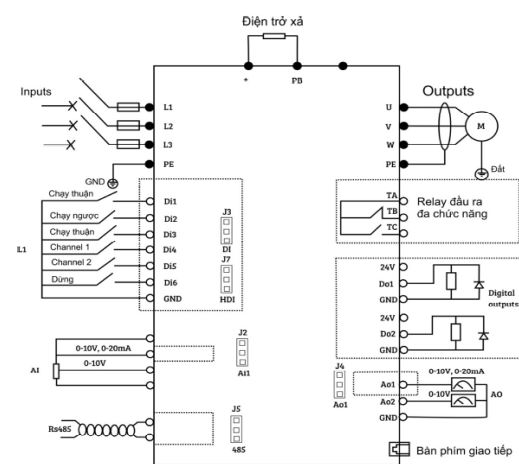 Điện trở xả
+ PB
Inputs
Outputs
L1
L2
L3
PE
U
V
W
PE
M
Đất
GND
Chạy thuận
Chạy ngược
Chạy thuận
Channel 1
Channel 2
Dừng
L1
Di1
Di2
Di3
Di4
Di5
Di6
GND
J3
DI
J7
HDI
TA
TB
TC
Relay đầu ra
đa chức năng
24V
Do1
GND
24V
Do2
GND
Digital
outputs
0-10V, 0-20mA
0-10V
AI
J2
Ai1
J4
Ao1
Ao1
Ao2
GND
0-10V, 0-20mA
0-10V
AO
Rs485
J5
485
Bàn phím giao tiếp